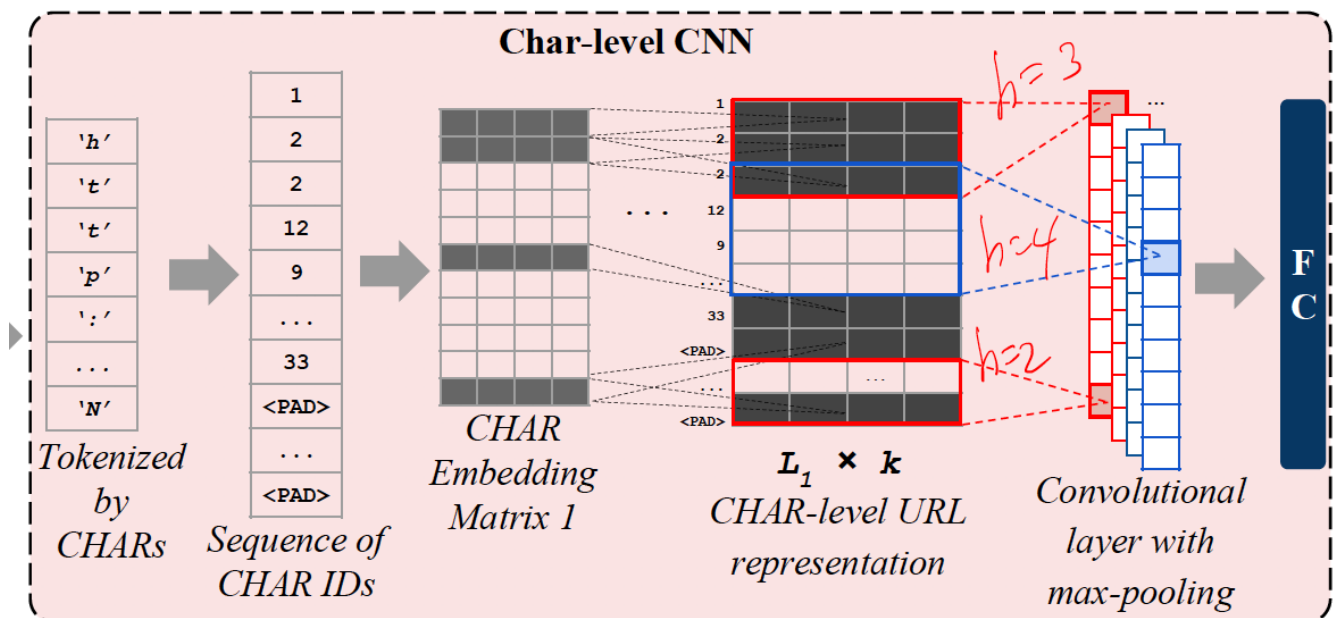 Char-level CNN
'h'
't'
't'
'p'
':'
...
'N'
Tokenized
by
CHARs
1
2
2
12
9
...
33
<PAD>
...
<PAD>
Sequence of
CHAR IDs
CHAR
Embedding
Matrix 1
...
1
2
2
12
9
...
33
<PAD>
...
<PAD>
...
L1 × k
CHAR-level URL
representation
h=3
h=4
h=2
...
Convolutional
layer with
max-pooling
F
C